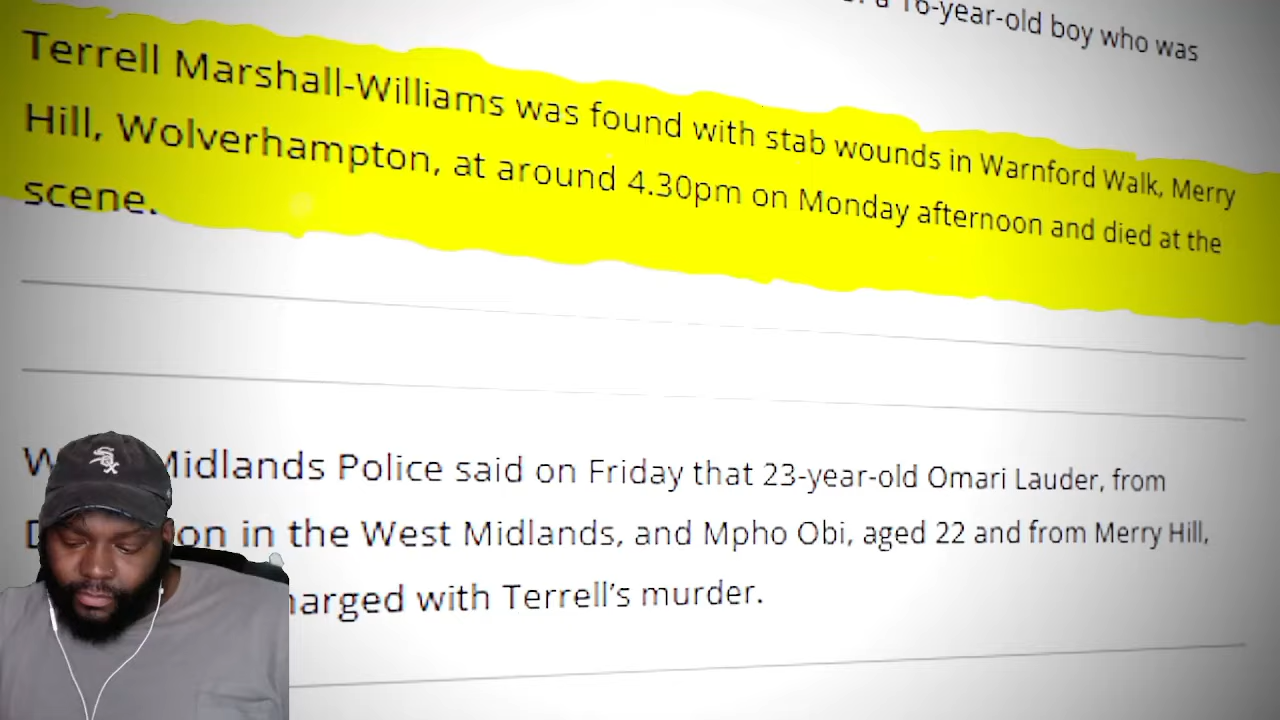 a 16-year-old boy who was
Terrell Marshall-Williams was found with stab wounds in Warnford Walk, Merry
Hill, Wolverhampton, at around 4.30pm on Monday afternoon and died at the
scene.
Midlands Police said on Friday that 23-year-old Omari Lauder, from
in the West Midlands, and Mpho Obi, aged 22 and from Merry Hill,
charged with Terrell's murder.
Sox